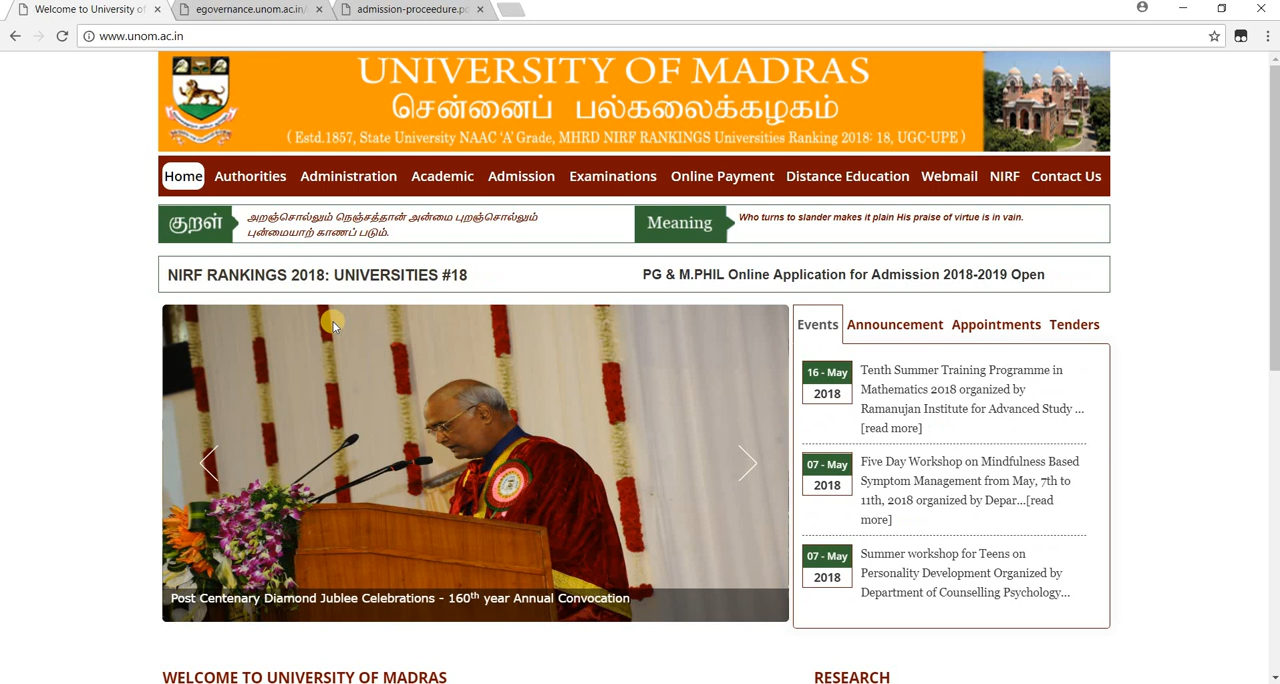 Welcome to University of
egovernance.unom.ac.in/
admission-proceedure.pd
www.unom.ac.in
UNIVERSITY OF MADRAS
சென்னைப் பல்கலைக்கழகம்
( Estd.1857, State University NAAC 'A' Grade, MHRD NIRF RANKINGS Universities Ranking 2018: 18, UGC-UPE )
Home Authorities Administration Academic Admission Examinations Online Payment Distance Education Webmail NIRF Contact Us
குறள்
அறஞ்சொல்லும் நெஞ்சத்தான் அன்மை புறஞ்சொல்லும்
புன்மையாற் காணப் படும்.
Meaning
Who turns to slander makes it plain His praise of virtue is in vain.
NIRF RANKINGS 2018: UNIVERSITIES #18
PG & M.PHIL Online Application for Admission 2018-2019 Open
Post Centenary Diamond Jublee Celebrations - 160th year Annual Convocation
Events Announcement Appointments Tenders
16 - May
2018
Tenth Summer Training Programme in
Mathematics 2018 organized by
Ramanujan Institute for Advanced Study ...
[read more]
07 - May
2018
Five Day Workshop on Mindfulness Based
Symptom Management from May, 7th to
11th, 2018 organized by Depar...[read
more]
07 - May
2018
Summer workshop for Teens on
Personality Development Organized by
Department of Counselling Psychology...
WELCOME TO UNIVERSITY OF MADRAS
RESEARCH